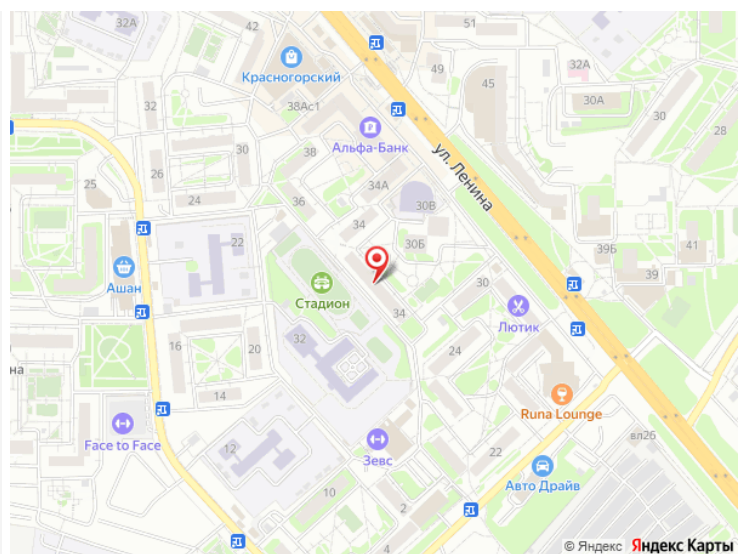 32А
42
51
Красногорский
49
45
32А
32
38Ас1
30А
30
28
Альфа-Банк
ул. Ленина
38
30
26
34А
25
24
36
30В
22
34
30Б
39Б
41
39
Ашан
Стадион
30
34
Лютик
16
20
32
24
на
14
Runa Lounge
Face to Face
12
Зевс
вл26
22
Авто Драйв
10
2
© Яндекс Яндекс Карты